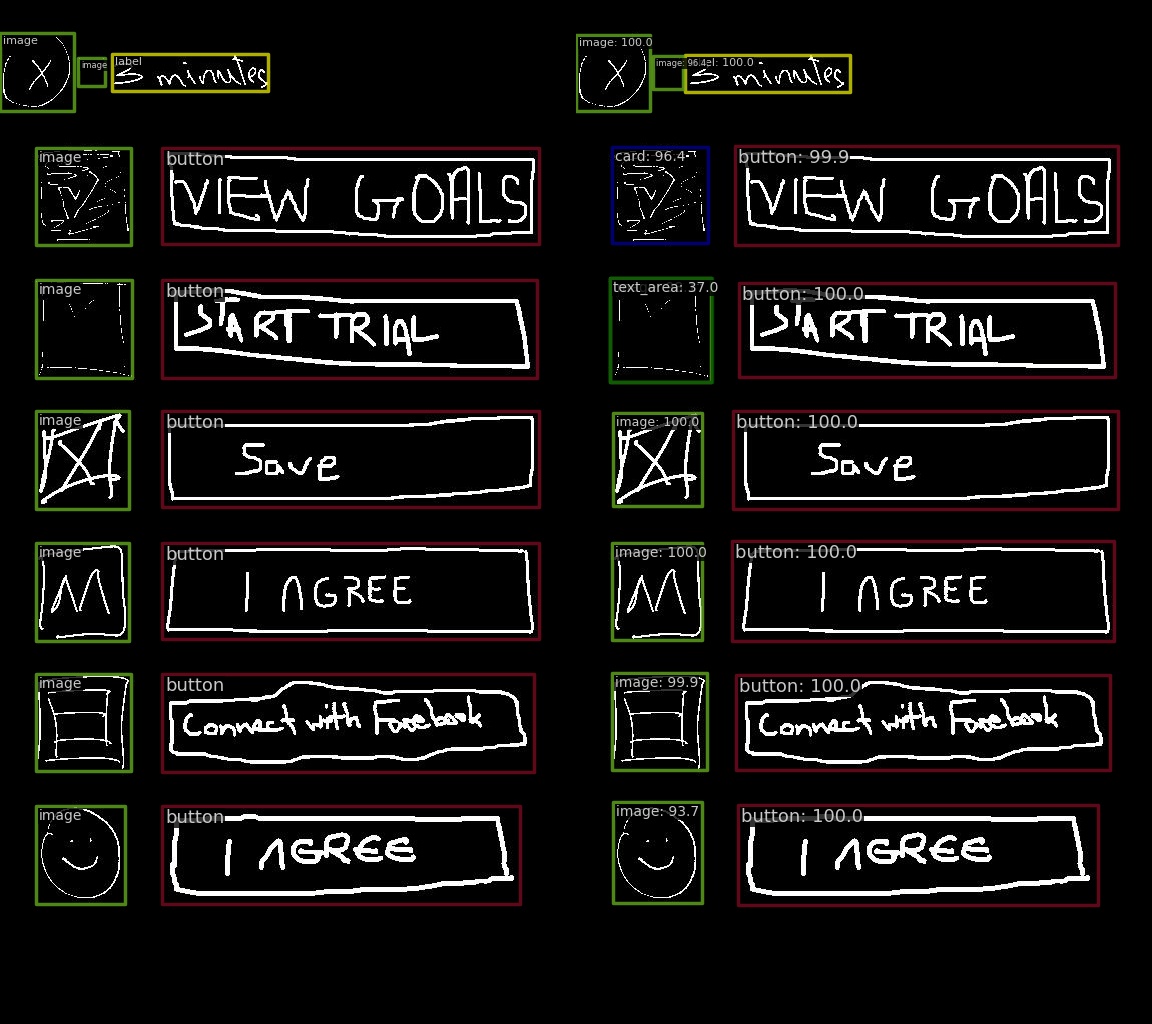 image image: 100.0
X X
image label 5 minutes image: 96.4 label: 100.0 5 minutes
image button card: 96.4 button: 99.9
VIEW GOALS VIEW GOALS
image button text_area: 37.0 button: 100.0
START TRIAL START TRIAL
image button image: 100.0 button: 100.0
Save Save
image button image: 100.0 button: 100.0
I AGREE I AGREE
image button image: 99.9 button: 100.0
Connect with Facebook Connect with Facebook
image button image: 93.7 button: 100.0
I AGREE I AGREE